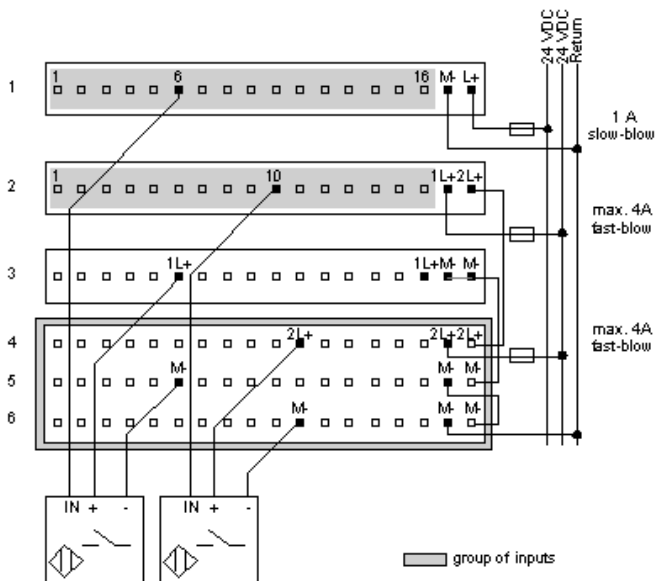 24 VDC
24 VDC
Return
1
1 6 16 M- L+
1 A
slow-blow
2
1 10 1L+ 2L+
max. 4A
fast-blow
3
1L+ 1L+ M- M-
max. 4A
fast-blow
4
2L+ 2L+ 2L+
5
M- M- M-
6
M- M- M-
IN + -
IN + -
group of inputs